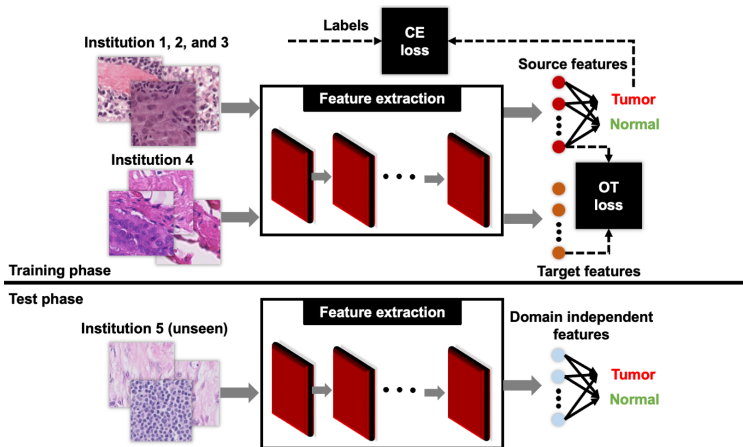 Labels
CE
loss
Institution 1, 2, and 3
Feature extraction
Source features
Tumor
Normal
Institution 4
OT
loss
Target features
Training phase
Test phase
Institution 5 (unseen)
Feature extraction
Domain independent
features
Tumor
Normal